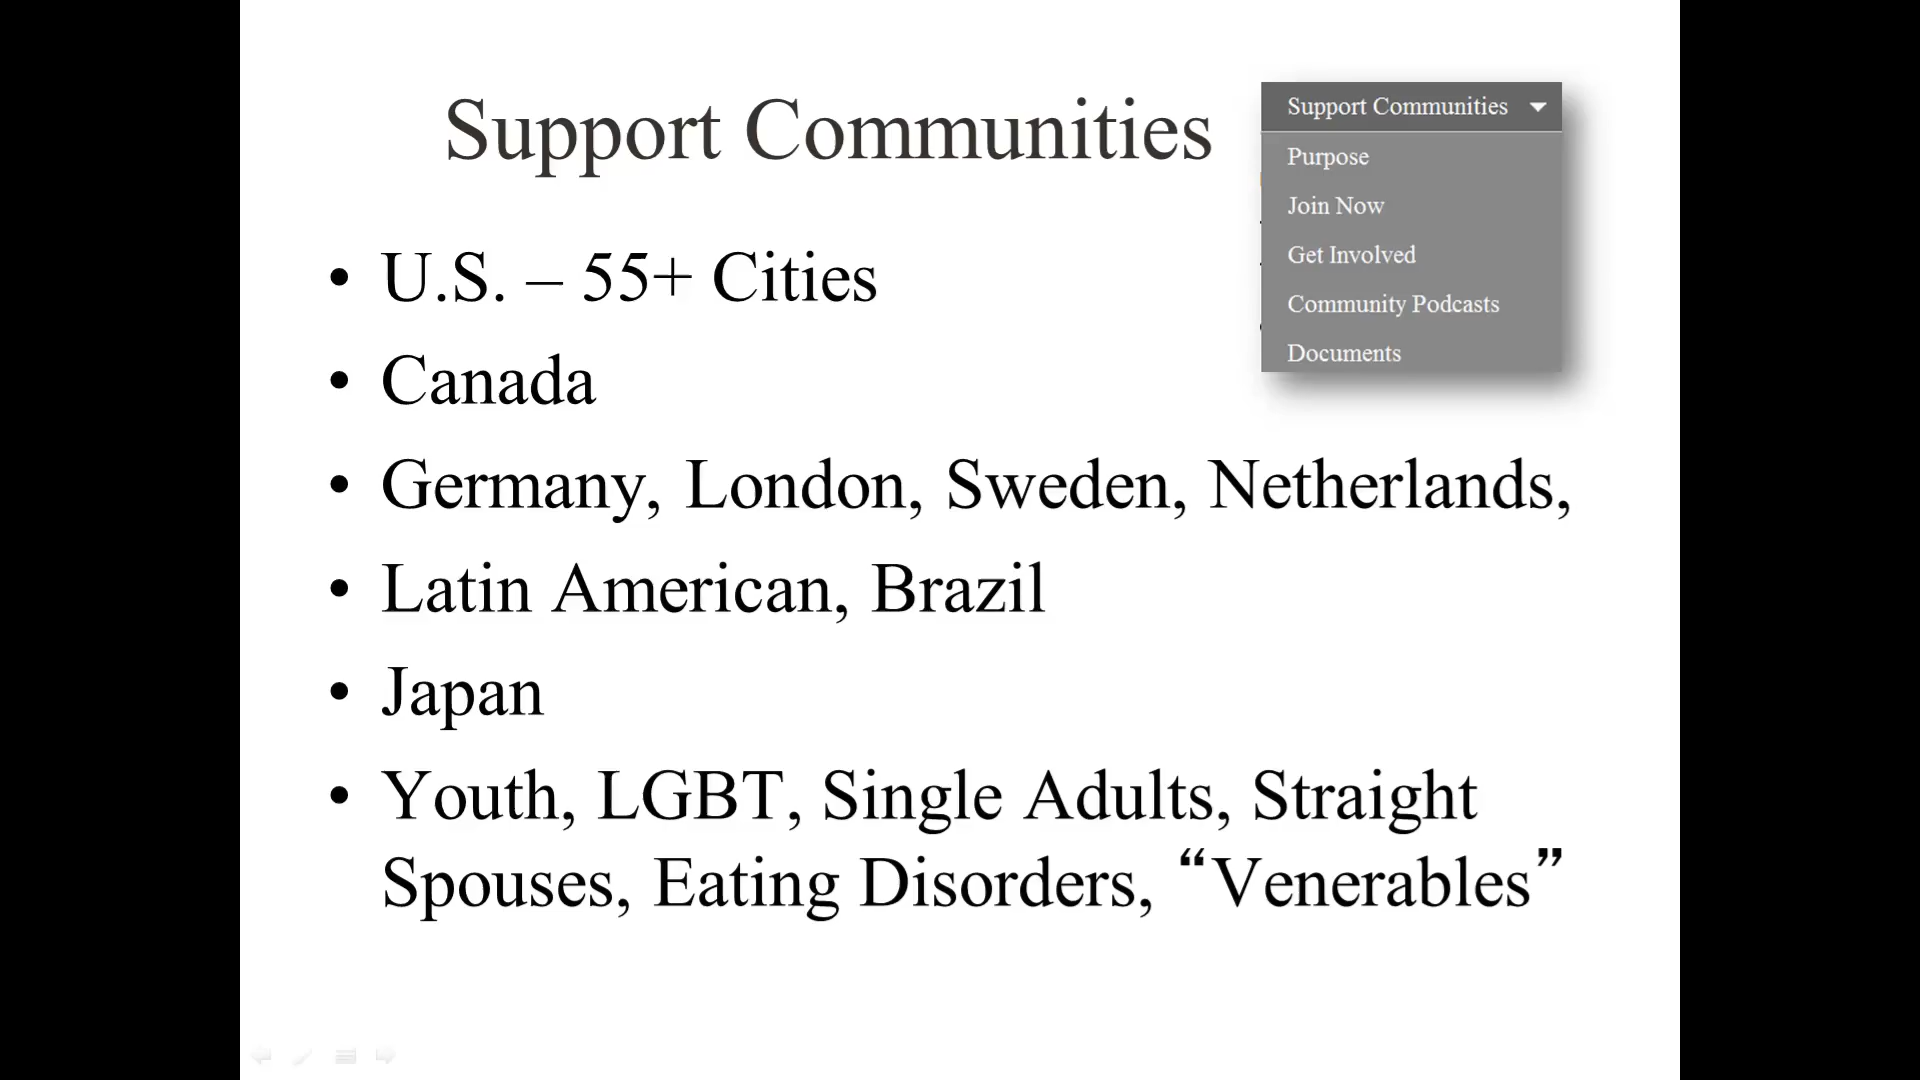 Support Communities
Support Communities
Purpose
Join Now
Get Involved
Community Podcasts
Documents
• U.S. – 55+ Cities
• Canada
• Germany, London, Sweden, Netherlands,
• Latin American, Brazil
• Japan
• Youth, LGBT, Single Adults, Straight
Spouses, Eating Disorders, “Venerables”